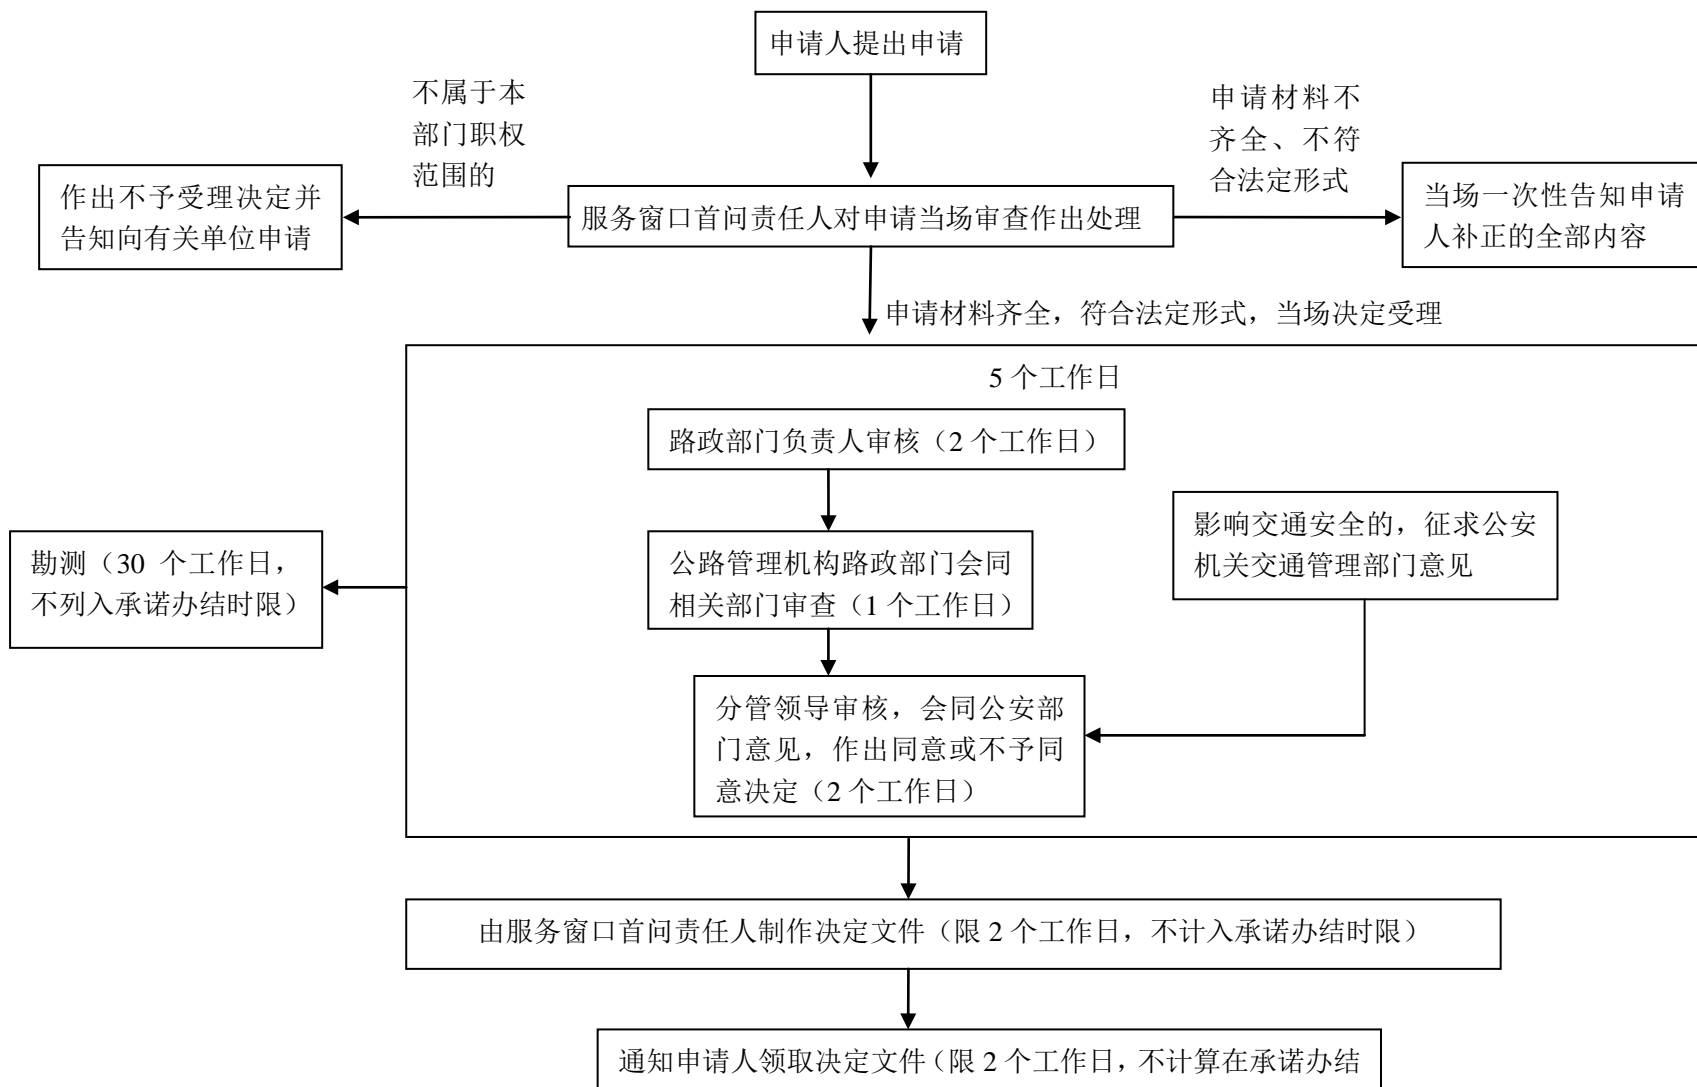 申请人提出申请
不属于本
部门职权
范围的
申请材料不
齐全、不符
合法定形式
作出不予受理决定并
告知向有关单位申请
服务窗口首问责任人对申请当场审查作出处理
当场一次性告知申请
人补正的全部内容
申请材料齐全，符合法定形式，当场决定受理
5 个工作日
路政部门负责人审核（2 个工作日）
勘测（30 个工作日，
不列入承诺办结时限）
公路管理机构路政部门会同
相关部门审查（1 个工作日）
影响交通安全的，征求公安
机关交通管理部门意见
分管领导审核，会同公安部
门意见，作出同意或不予同
意决定（2 个工作日）
由服务窗口首问责任人制作决定文件（限 2 个工作日，不计入承诺办结时限）
通知申请人领取决定文件（限 2 个工作日，不计算在承诺办结